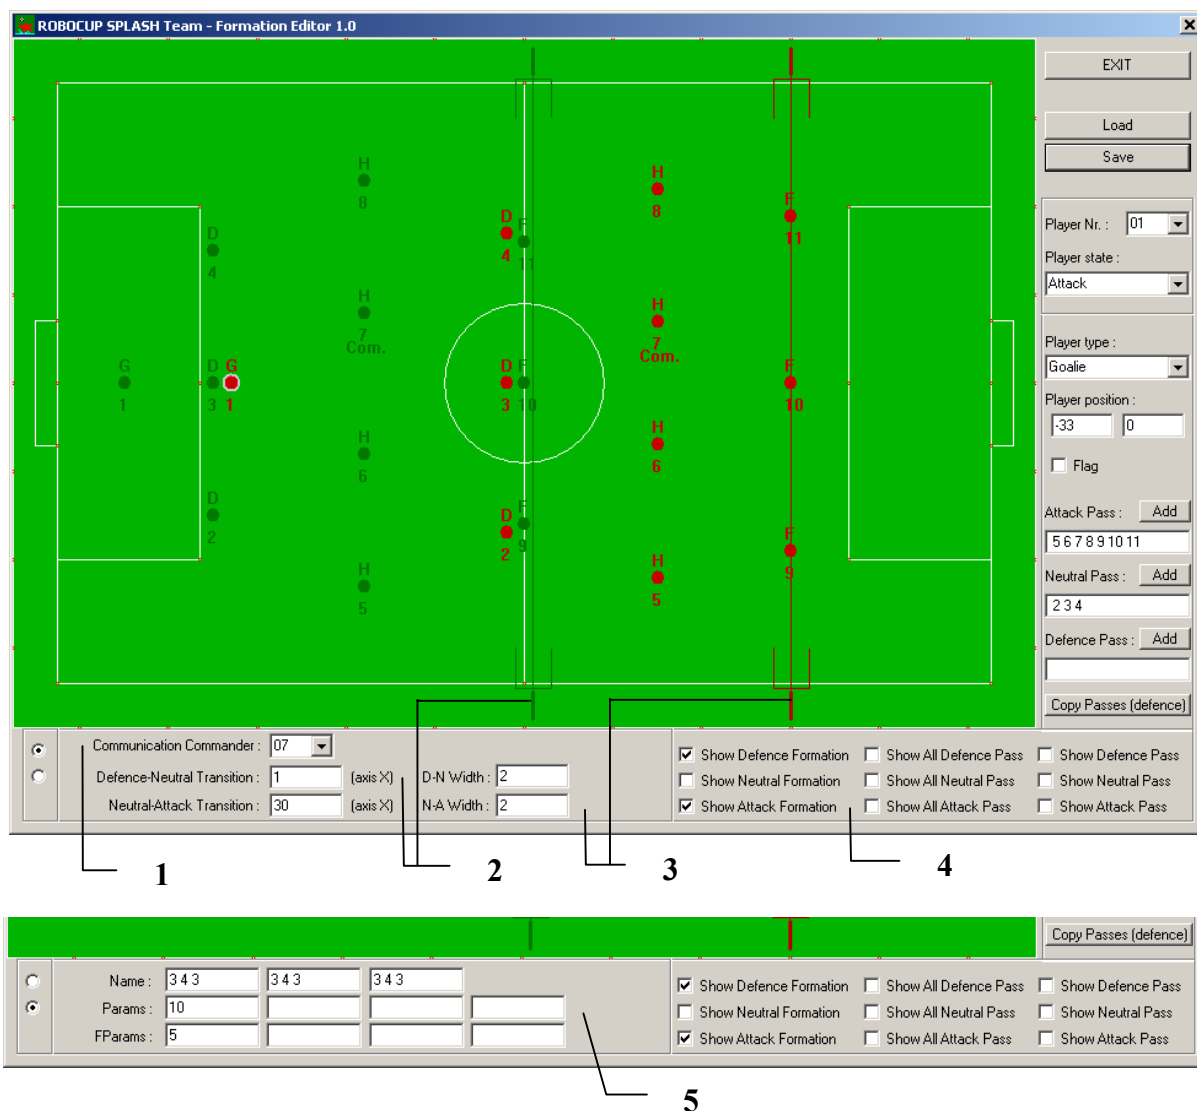 ROBOCUP SPLASH Team - Formation Editor 1.0
EXIT
Load
Save
Player Nr. : 01
Player state :
Attack
Player type :
Goalie
Player position :
-33 0
Flag
Attack Pass : Add
5 6 7 8 9 10 11
Neutral Pass : Add
2 3 4
Defence Pass : Add
Copy Passes (defence)
H
8
H
8
F
11
D
4
F
11
D
4
H
7
Com.
H
7
Com.
G
1
D
3
G
1
D
3
F
10
F
10
H
6
H
6
D
2
F
9
D
2
F
9
H
5
H
5
Communication Commander : 07
Defence-Neutral Transition : 1 (axis X) D-N Width : 2
Neutral-Attack Transition : 30 (axis X) N-A Width : 2
Show Defence Formation Show All Defence Pass Show Defence Pass
Show Neutral Formation Show All Neutral Pass Show Neutral Pass
Show Attack Formation Show All Attack Pass Show Attack Pass
1 2 3 4
Copy Passes (defence)
Name : 3 4 3 3 4 3 3 4 3
Params : 10
FParams : 5
Show Defence Formation Show All Defence Pass Show Defence Pass
Show Neutral Formation Show All Neutral Pass Show Neutral Pass
Show Attack Formation Show All Attack Pass Show Attack Pass
5